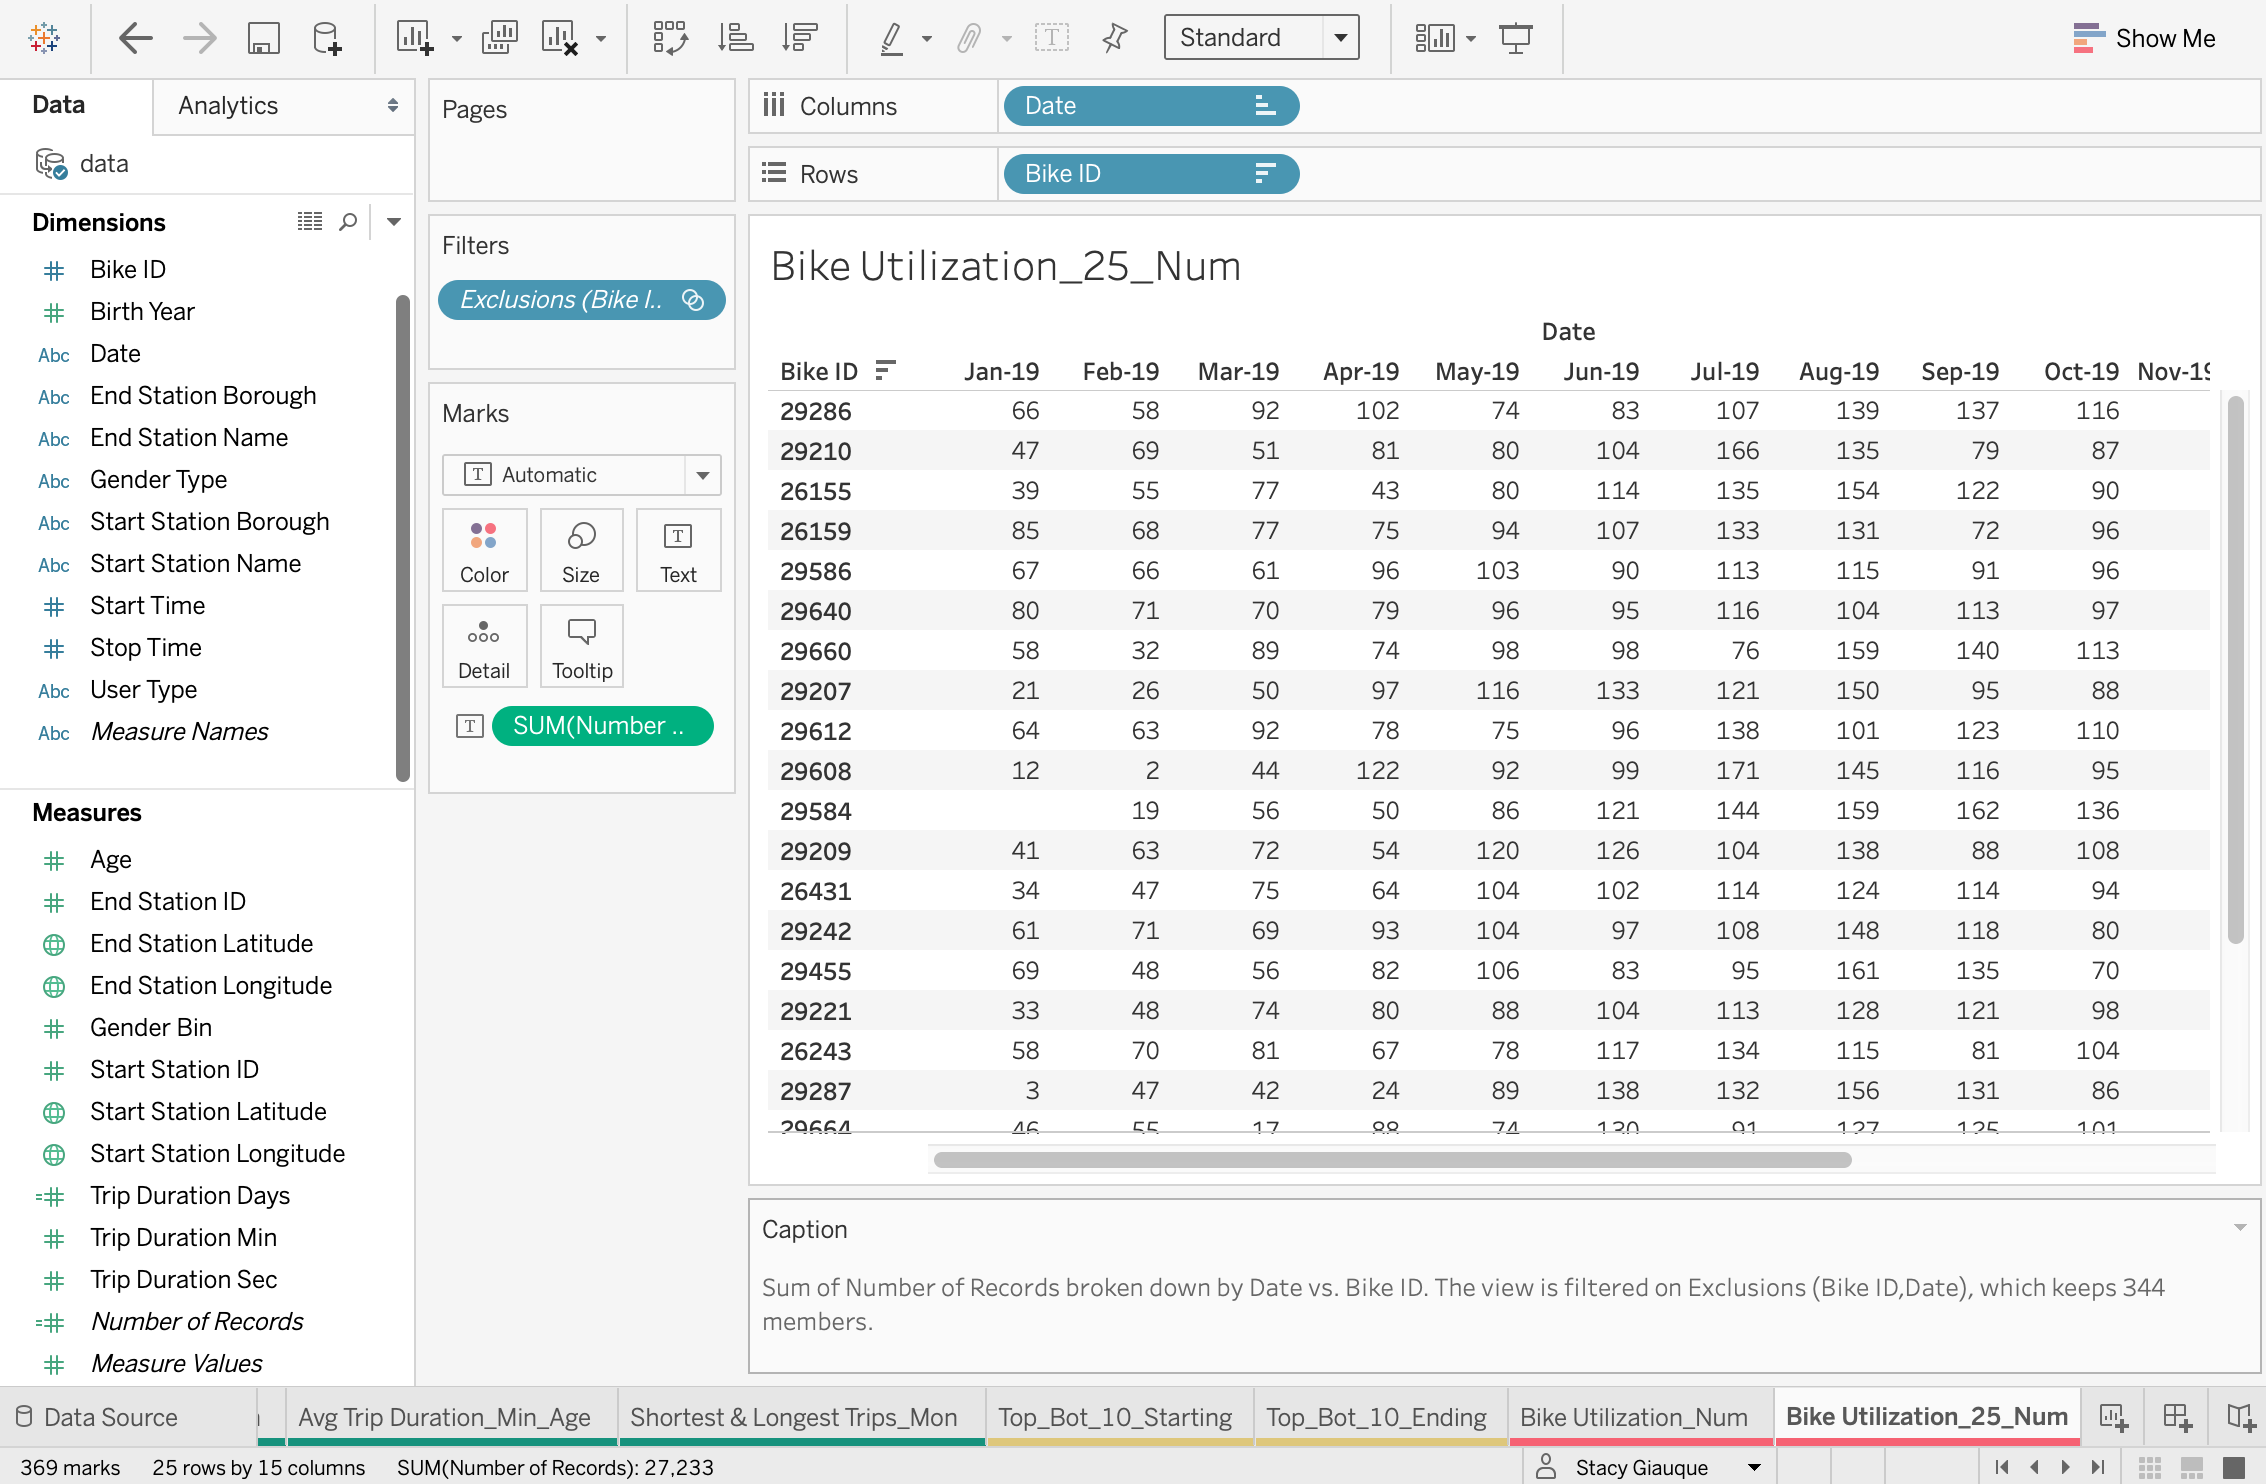 Standard
Show Me
Data
Analytics
data
Dimensions
Bike ID
Birth Year
Abc Date
Abc End Station Borough
Abc End Station Name
Abc Gender Type
Abc Start Station Borough
Abc Start Station Name
Start Time
Stop Time
Abc User Type
Abc Measure Names
Measures
Age
End Station ID
End Station Latitude
End Station Longitude
Gender Bin
Start Station ID
Start Station Latitude
Start Station Longitude
Trip Duration Days
Trip Duration Min
Trip Duration Sec
Number of Records
Measure Values
Pages
Filters
Exclusions (Bike I..
Marks
T Automatic
Color Size Text
Detail Tooltip
T SUM(Number ..
Columns Date
Rows Bike ID
Bike Utilization_25_Num
Date
Bike ID Jan-19 Feb-19 Mar-19 Apr-19 May-19 Jun-19 Jul-19 Aug-19 Sep-19 Oct-19 Nov-19
29286 66 58 92 102 74 83 107 139 137 116
29210 47 69 51 81 80 104 166 135 79 87
26155 39 55 77 43 80 114 135 154 122 90
26159 85 68 77 75 94 107 133 131 72 96
29586 67 66 61 96 103 90 113 115 91 96
29640 80 71 70 79 96 95 116 104 113 97
29660 58 32 89 74 98 98 76 159 140 113
29207 21 26 50 97 116 133 121 150 95 88
29612 64 63 92 78 75 96 138 101 123 110
29608 12 2 44 122 92 99 171 145 116 95
29584 19 56 50 86 121 144 159 162 136
29209 41 63 72 54 120 126 104 138 88 108
26431 34 47 75 64 104 102 114 124 114 94
29242 61 71 69 93 104 97 108 148 118 80
29455 69 48 56 82 106 83 95 161 135 70
29221 33 48 74 80 88 104 113 128 121 98
26243 58 70 81 67 78 117 134 115 81 104
29287 3 47 42 24 89 138 132 156 131 86
29664 46 55 17 88 74 130 91 127 125 101
Caption
Sum of Number of Records broken down by Date vs. Bike ID. The view is filtered on Exclusions (Bike ID,Date), which keeps 344
members.
Data Source
Avg Trip Duration_Min_Age
Shortest & Longest Trips_Mon
Top_Bot_10_Starting
Top_Bot_10_Ending
Bike Utilization_Num
Bike Utilization_25_Num
369 marks 25 rows by 15 columns SUM(Number of Records): 27,233
Stacy Giauque